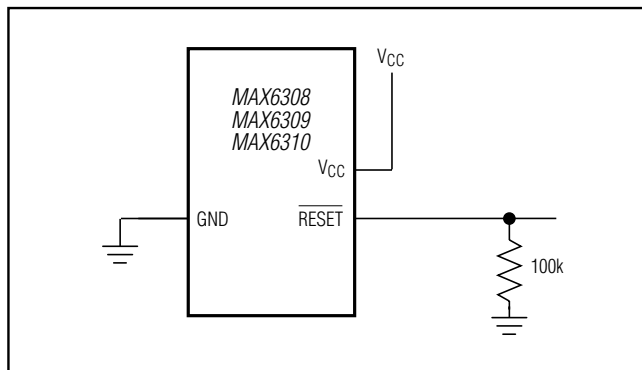 VCC
MAX6308
MAX6309
MAX6310
VCC
GND
RESET
100k